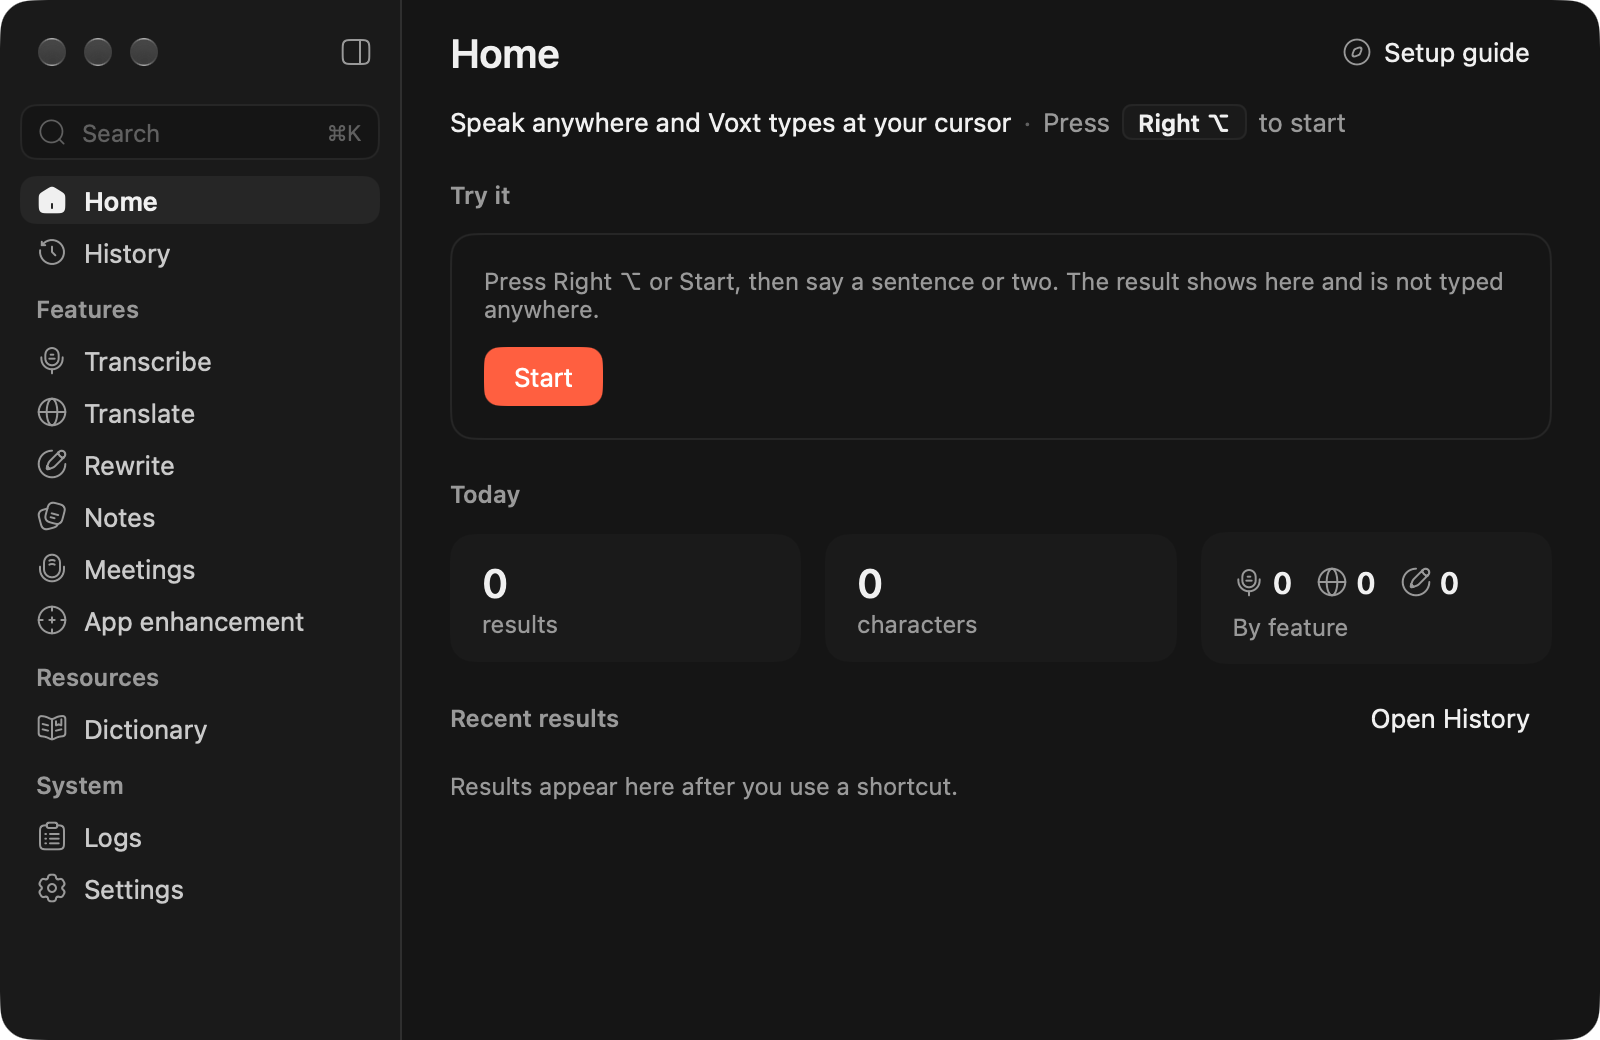 Search ⌘K
Home
History
Features
Transcribe
Translate
Rewrite
Notes
Meetings
App enhancement
Resources
Dictionary
System
Logs
Settings
Home
Setup guide
Speak anywhere and Voxt types at your cursor · Press Right ⌥ to start
Try it
Press Right ⌥ or Start, then say a sentence or two. The result shows here and is not typed
anywhere.
Start
Today
0
results
0
characters
0 0 0
By feature
Recent results
Open History
Results appear here after you use a shortcut.